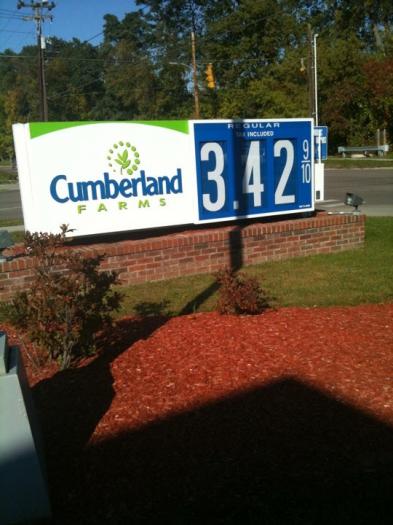 Cumberland
FARMS
REGULAR
TAX INCLUDED
3.42 9/10